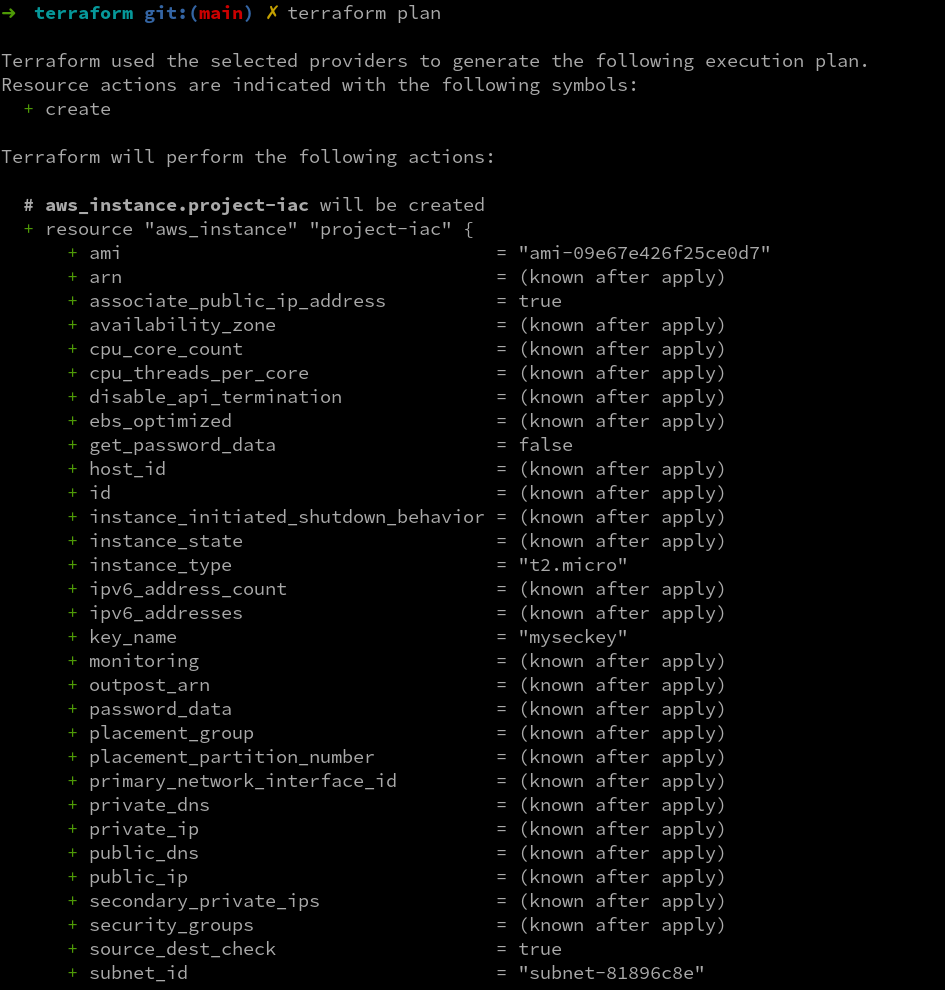 → terraform git:(main) ✗ terraform plan
Terraform used the selected providers to generate the following execution plan.
Resource actions are indicated with the following symbols:
+ create
Terraform will perform the following actions:
# aws_instance.project-iac will be created
+ resource "aws_instance" "project-iac" {
+ ami = "ami-09e67e426f25ce0d7"
+ arn = (known after apply)
+ associate_public_ip_address = true
+ availability_zone = (known after apply)
+ cpu_core_count = (known after apply)
+ cpu_threads_per_core = (known after apply)
+ disable_api_termination = (known after apply)
+ ebs_optimized = (known after apply)
+ get_password_data = false
+ host_id = (known after apply)
+ id = (known after apply)
+ instance_initiated_shutdown_behavior = (known after apply)
+ instance_state = (known after apply)
+ instance_type = "t2.micro"
+ ipv6_address_count = (known after apply)
+ ipv6_addresses = (known after apply)
+ key_name = "myseckey"
+ monitoring = (known after apply)
+ outpost_arn = (known after apply)
+ password_data = (known after apply)
+ placement_group = (known after apply)
+ placement_partition_number = (known after apply)
+ primary_network_interface_id = (known after apply)
+ private_dns = (known after apply)
+ private_ip = (known after apply)
+ public_dns = (known after apply)
+ public_ip = (known after apply)
+ secondary_private_ips = (known after apply)
+ security_groups = (known after apply)
+ source_dest_check = true
+ subnet_id = "subnet-81896c8e"